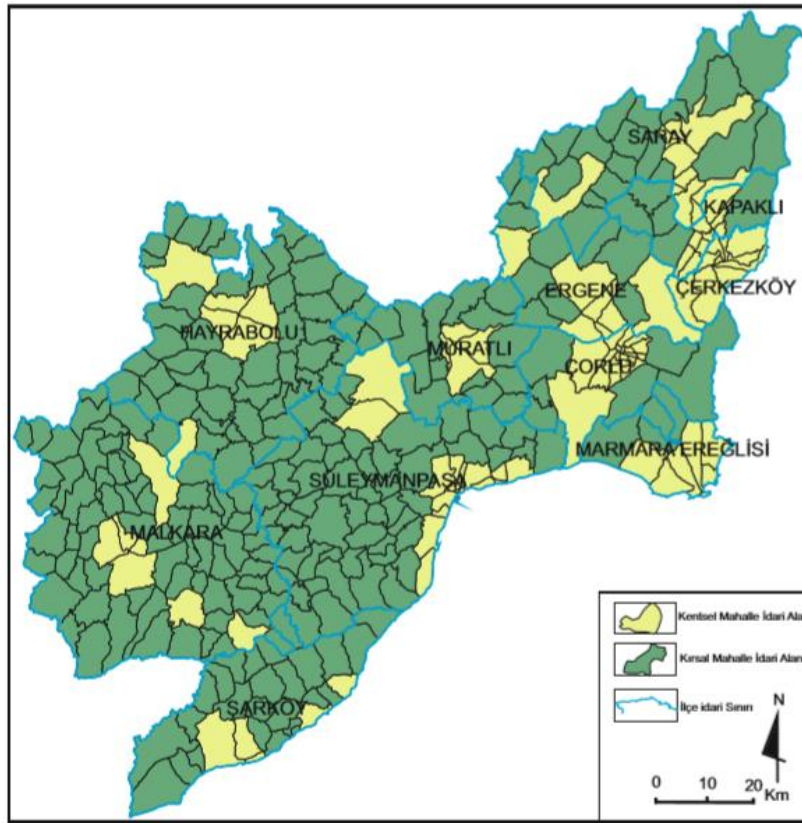 SARAY
KAPAKLI
ÇERKEZKÖY
ERGENE
HAYRABOLU
MURATLI
ÇORLU
MARMARA EREĞLİSİ
SÜLEYMANPAŞA
MALKARA
ŞARKÖY
Kentsel Mahalle İdari Ala
Kırsal Mahalle İdari Alan
İlçe idari Sınırı
N
0 10 20
Km